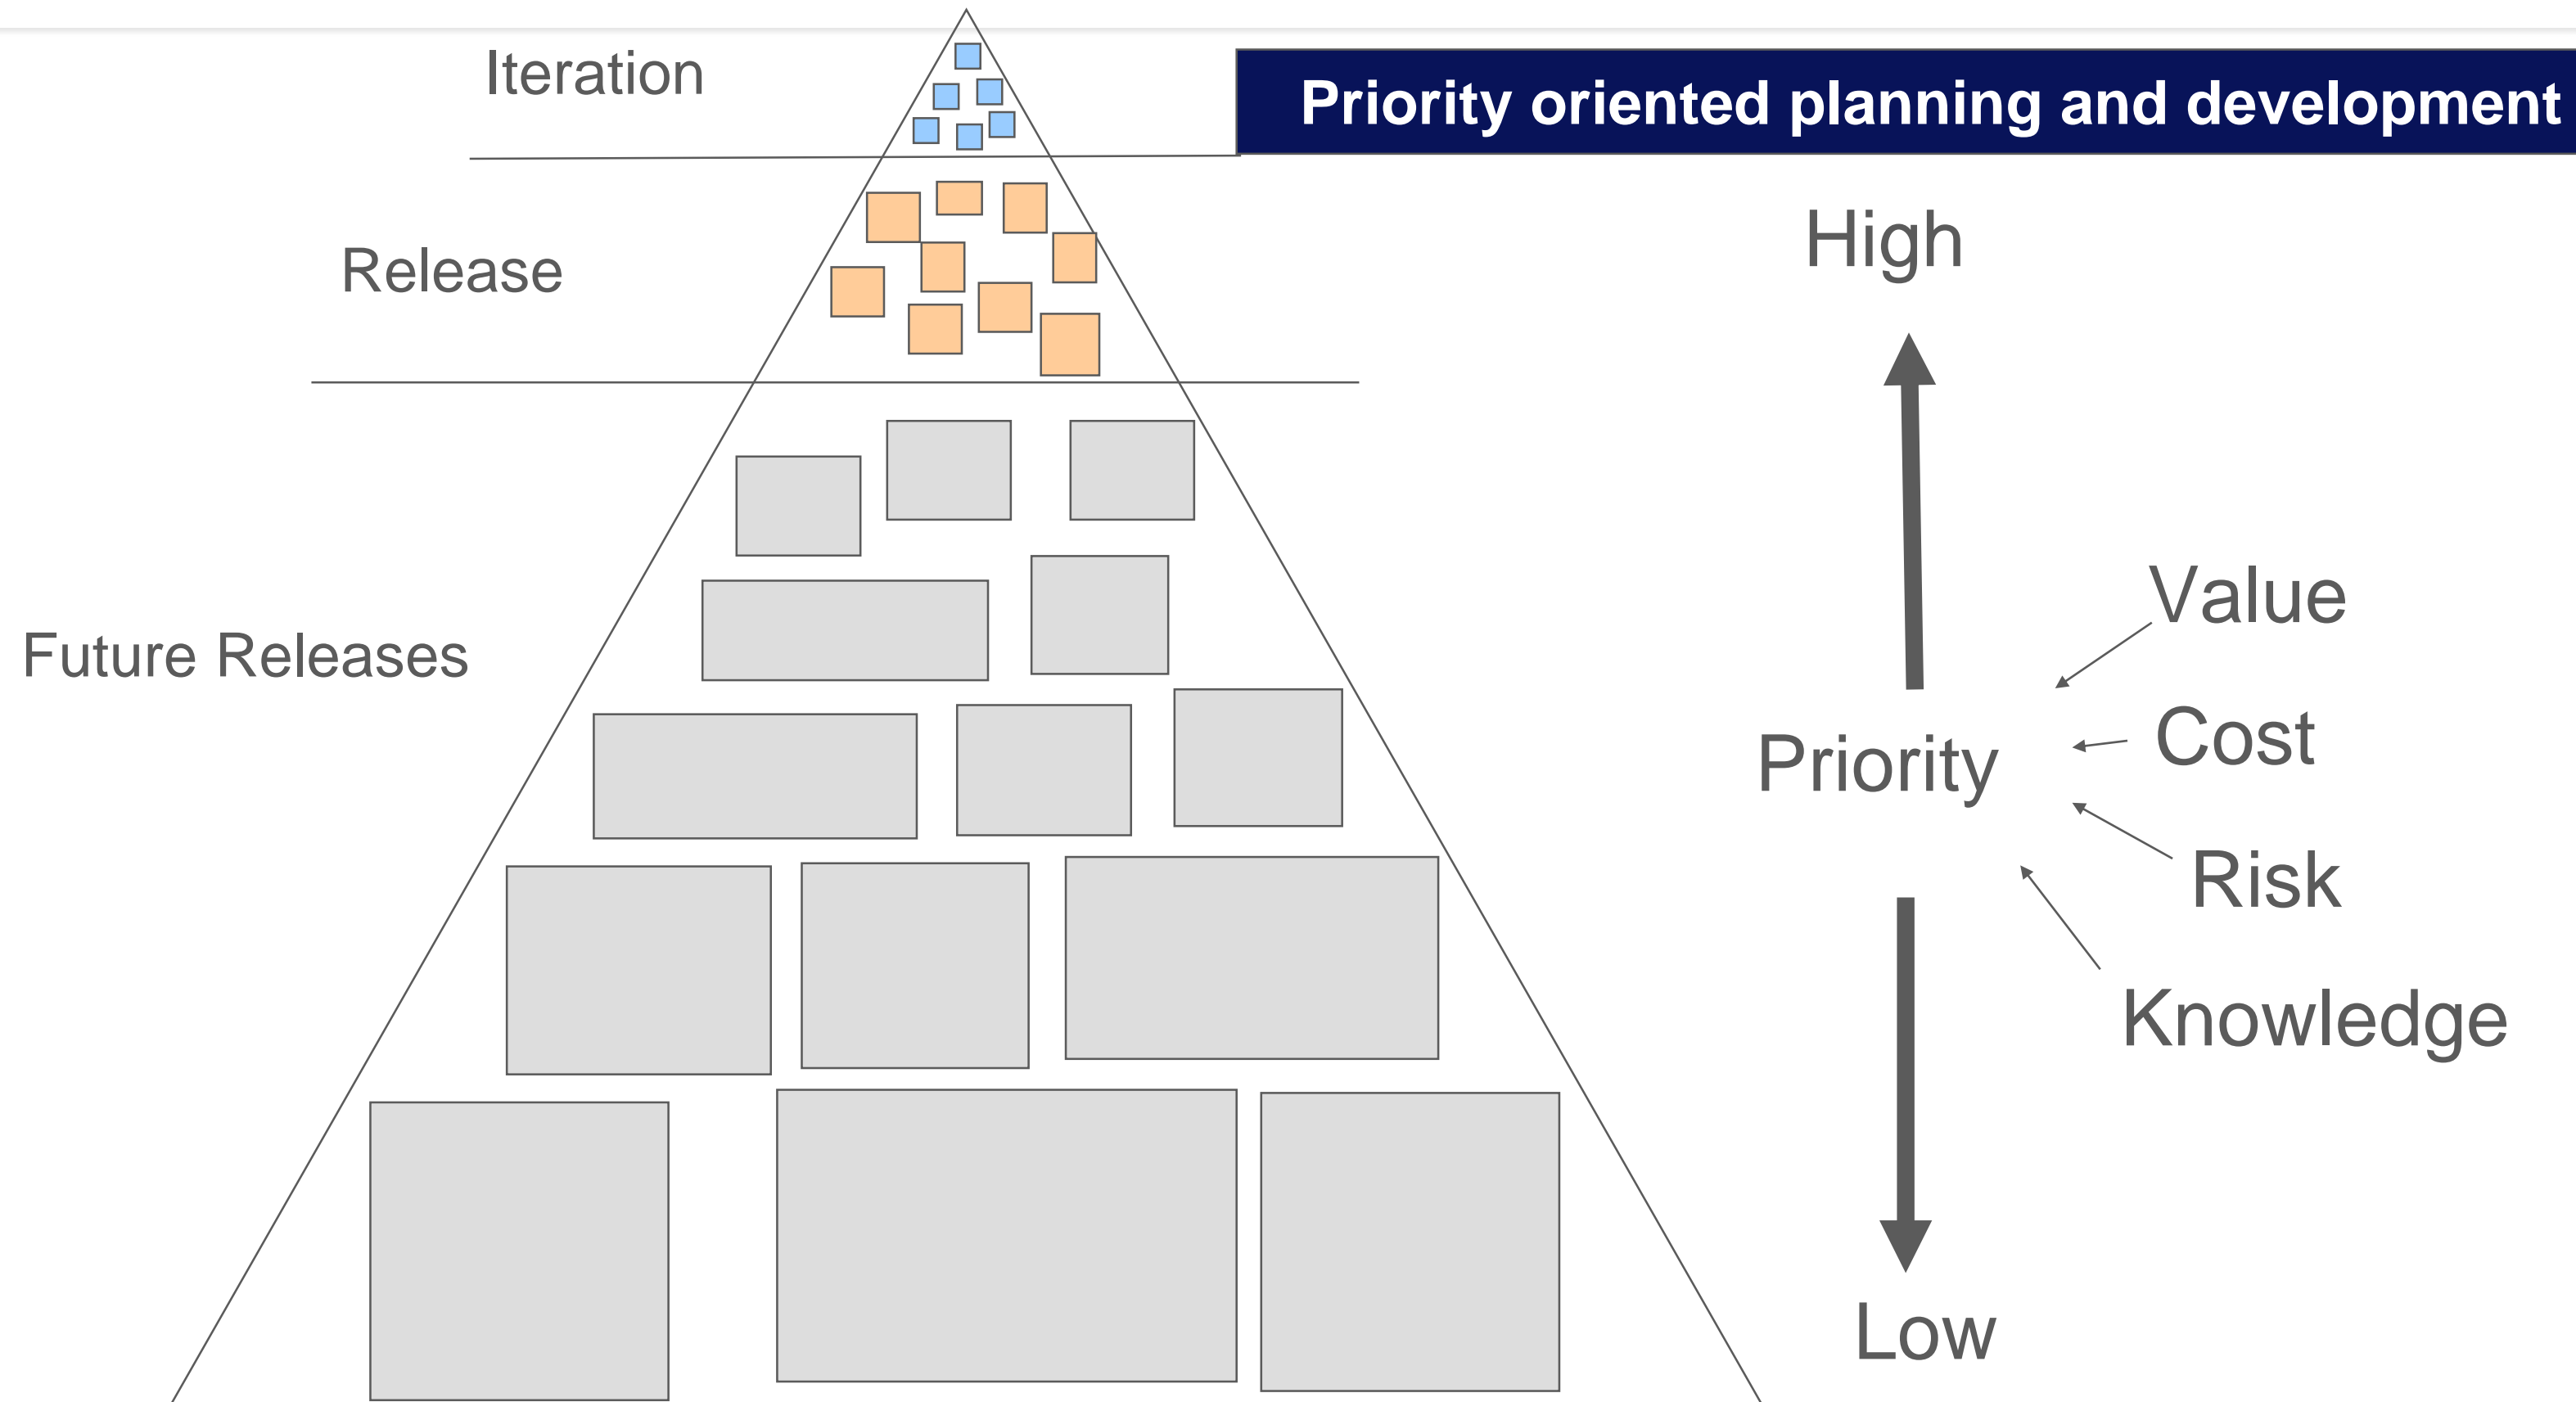 Iteration
Priority oriented planning and development
High
Release
Value
Future Releases
Cost
Priority
Risk
Knowledge
Low